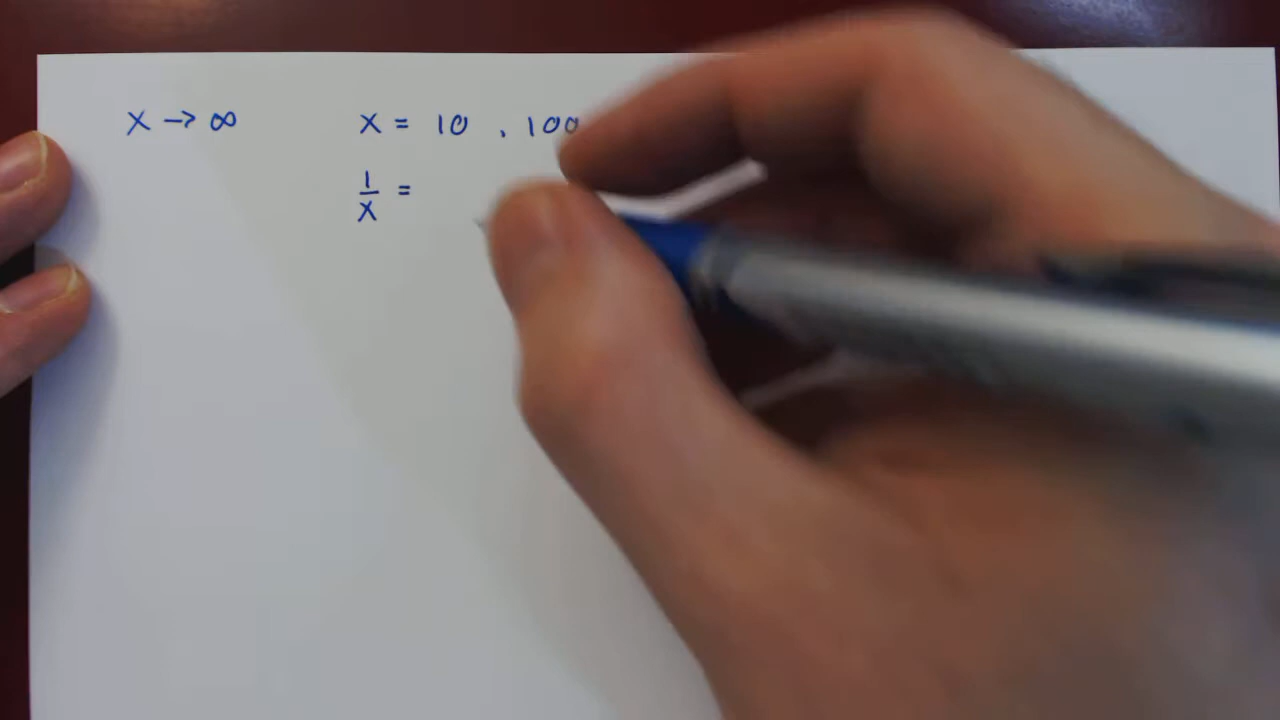 x → ∞ x = 10 , 100
1/x =